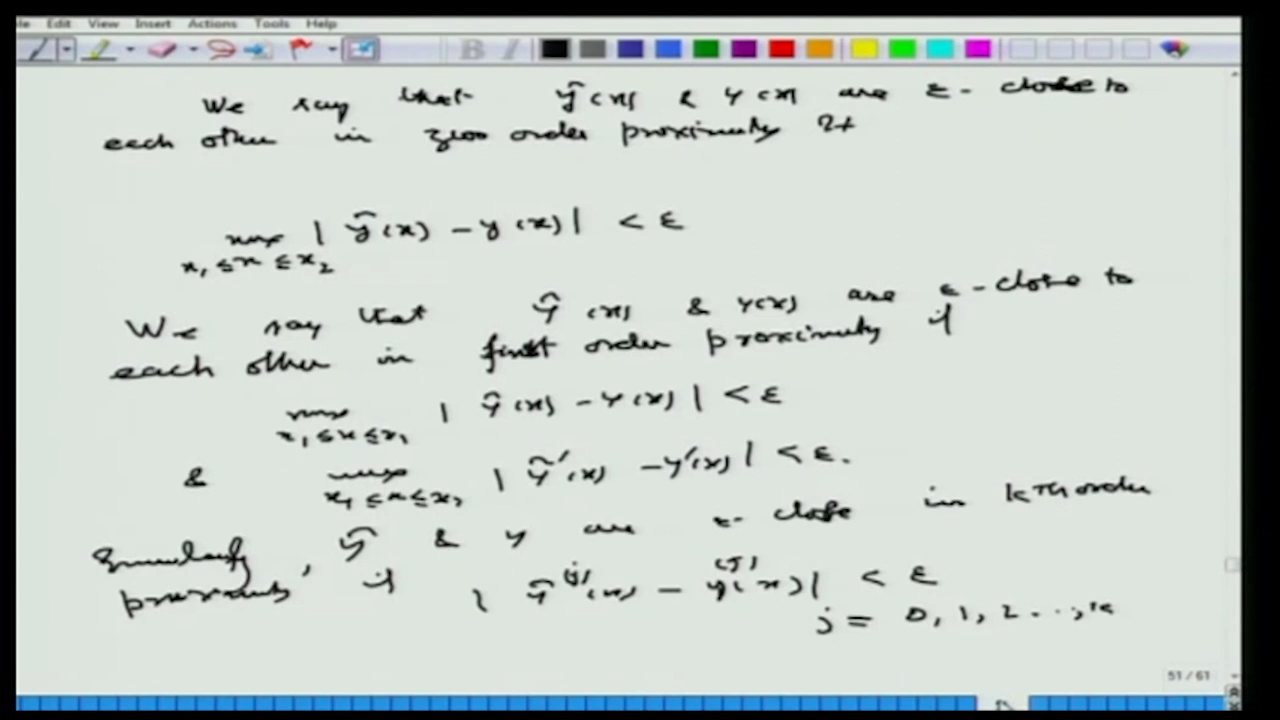 Edit View Insert Actions Tools Help
We say that ŷ(x) & y(x) are ε-close to
each other in zero order proximity if
max | ŷ(x) - y(x) | < ε
x₁ ≤ x ≤ x₂
We say that ŷ(x) & y(x) are ε-close to
each other in first order proximity if
max | ŷ(x) - y(x) | < ε
x₁ ≤ x ≤ x₁
& max | ŷ'(x) - y'(x) | < ε.
x₁ ≤ x ≤ x₂
Similarly, ŷ & y are ε-close in kth order
proximity if | ŷ⁽ʲ⁾(x) - y⁽ʲ⁾(x) | < ε
j = 0, 1, 2 ..., k
51 / 61